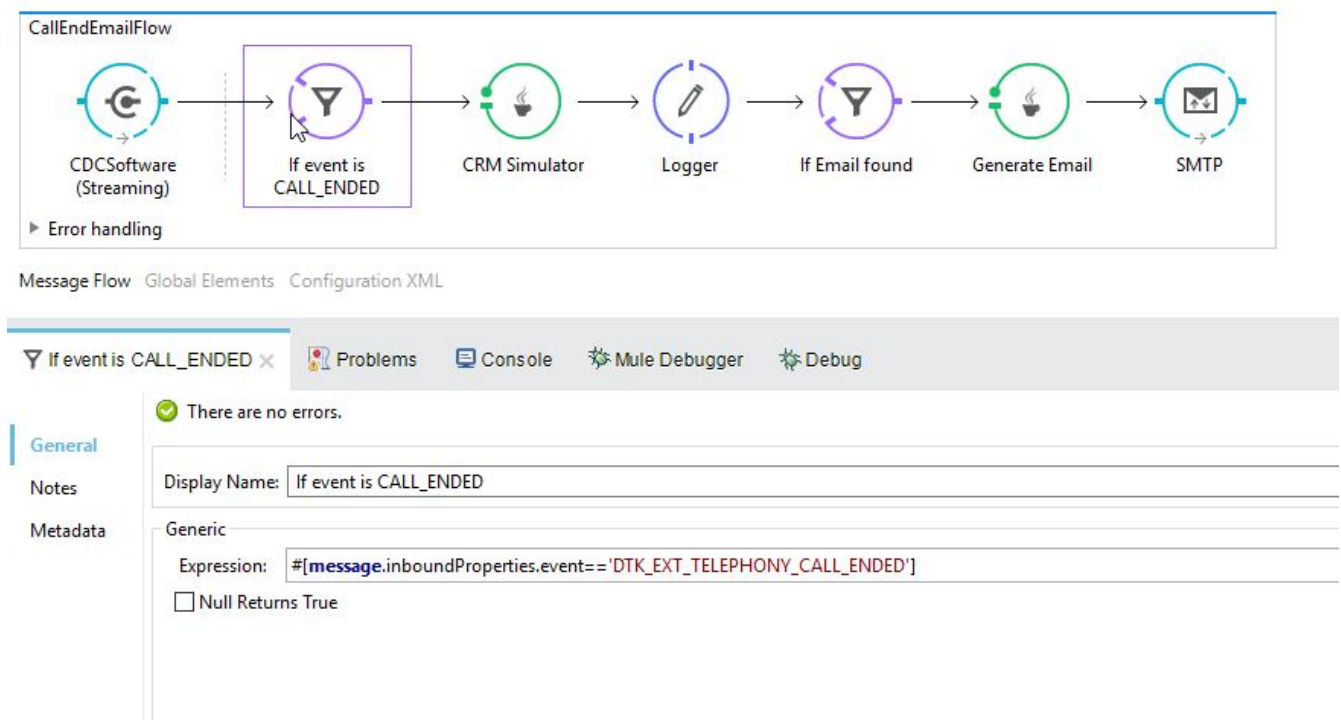 CallEndEmailFlow
CDCSoftware
(Streaming)
If event is
CALL_ENDED
CRM Simulator
Logger
If Email found
Generate Email
SMTP
Error handling
Message Flow Global Elements Configuration XML
If event is CALL_ENDED Problems Console Mule Debugger Debug
There are no errors.
General
Notes
Metadata
Display Name: If event is CALL_ENDED
Generic
Expression: #[message.inboundProperties.event=='DTK_EXT_TELEPHONY_CALL_ENDED']
Null Returns True